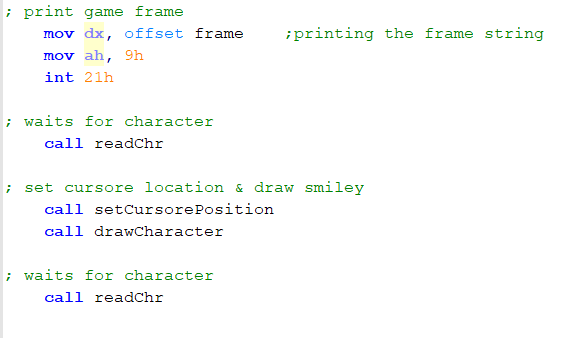 ; print game frame
mov dx, offset frame ;printing the frame string
mov ah, 9h
int 21h
; waits for character
call readChr
; set cursore location & draw smiley
call setCursorePosition
call drawCharacter
; waits for character
call readChr